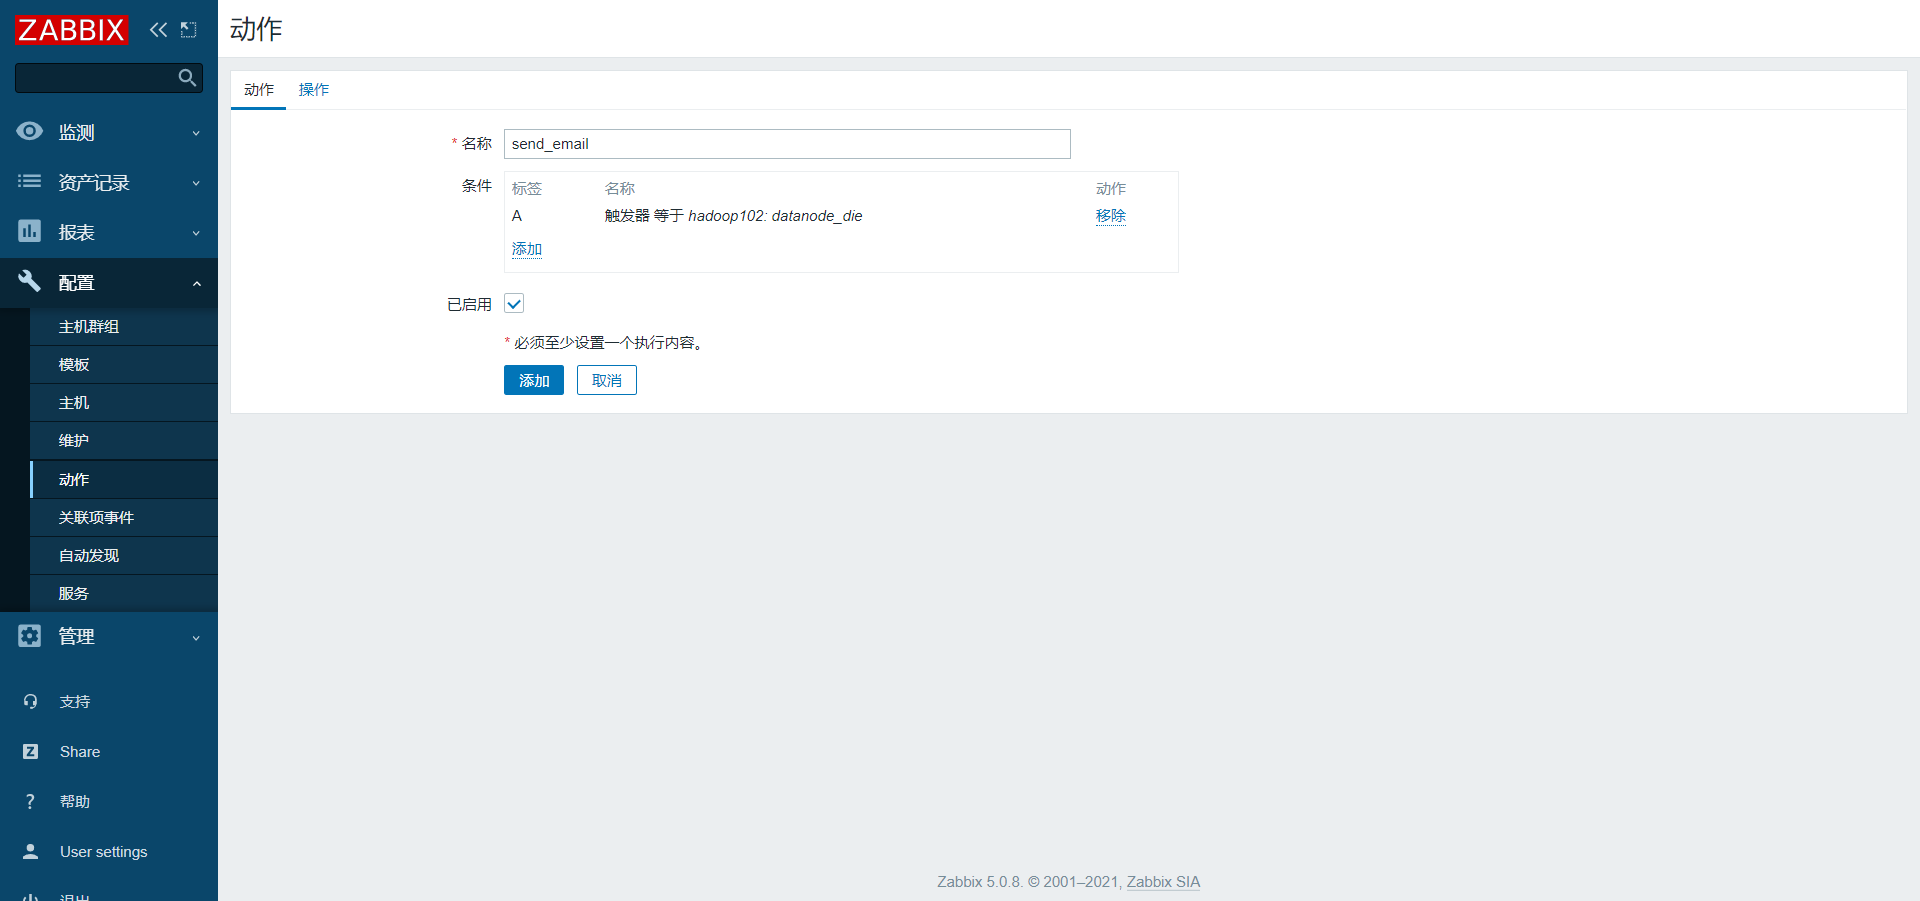 ZABBIX
监测
资产记录
报表
配置
主机群组
模板
主机
维护
动作
关联项事件
自动发现
服务
管理
支持
Share
帮助
User settings
退出
动作
动作 操作
* 名称 send_email
条件 标签 名称 动作
A 触发器 等于 hadoop102: datanode_die 移除
添加
已启用
* 必须至少设置一个执行内容。
添加 取消
Zabbix 5.0.8. © 2001–2021, Zabbix SIA